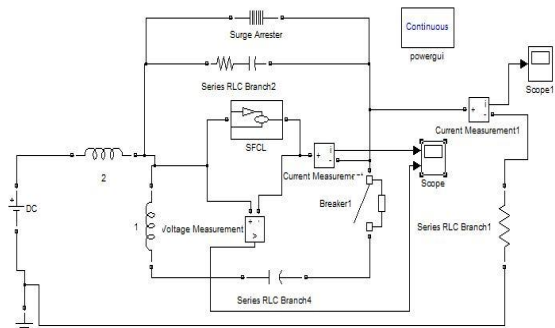 Continuous
powergui
Surge Arrester
Scope1
Series RLC Branch2
i
+
-
Current Measurement1
SFCL
i
+
-
2
Current Measureme
Scope
+
DC
Breaker1
1
Voltage Measurement
+ -
v
Series RLC Branch1
Series RLC Branch4